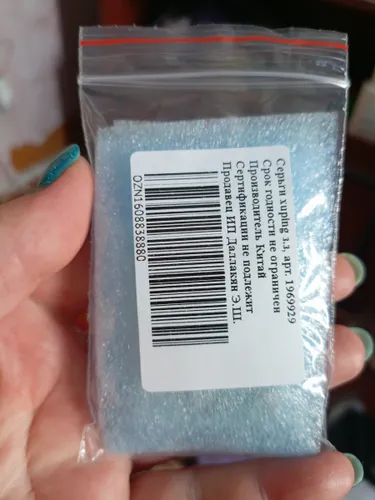 Серьги xuping з.з, арт. 1969929
Срок годности не ограничен
Производитель Китай
Сертификации не подлежит
Продавец ИП Даллакян Э.Ш.
OZN1608838880